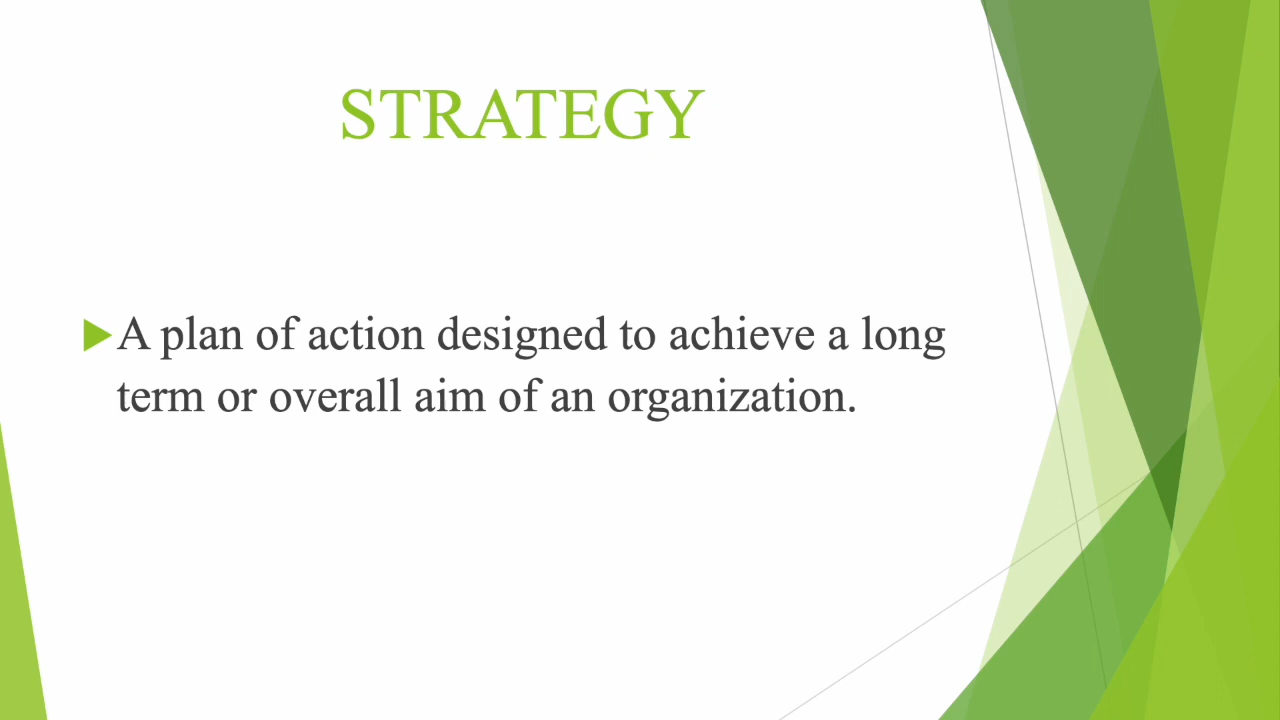 STRATEGY
A plan of action designed to achieve a long
term or overall aim of an organization.